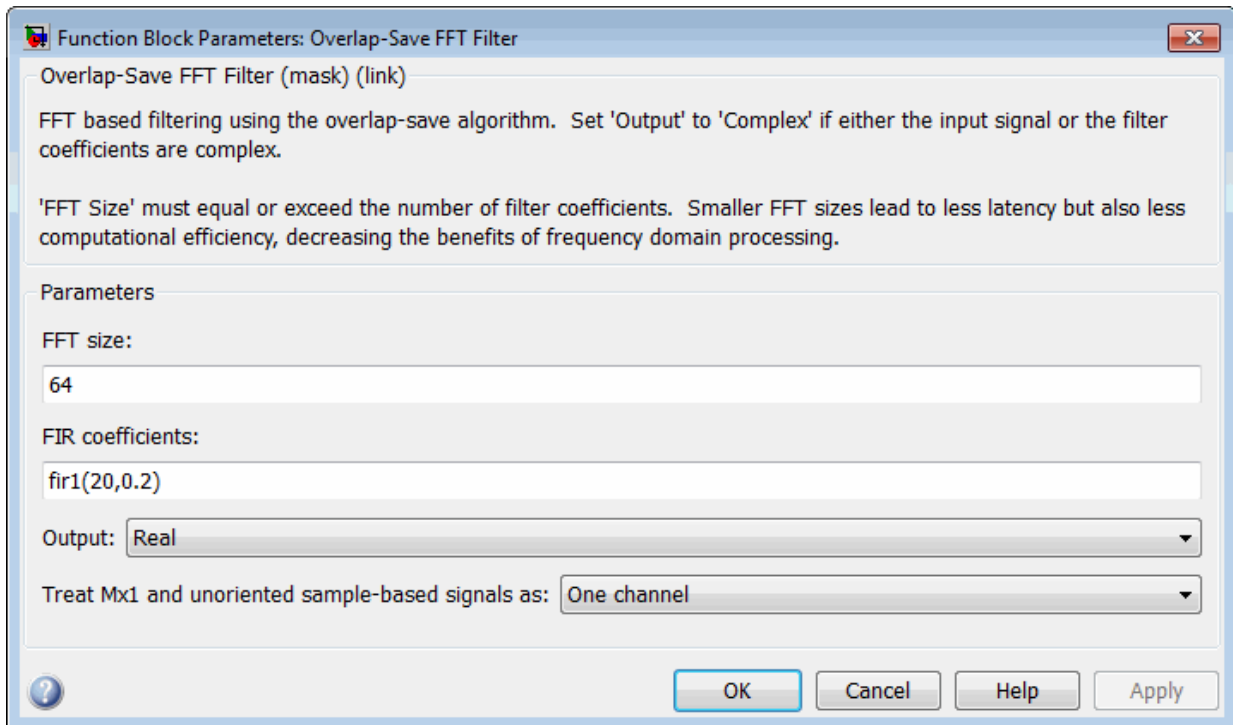 Function Block Parameters: Overlap-Save FFT Filter
Overlap-Save FFT Filter (mask) (link)
FFT based filtering using the overlap-save algorithm.  Set 'Output' to 'Complex' if either the input signal or the filter
coefficients are complex.
'FFT Size' must equal or exceed the number of filter coefficients.  Smaller FFT sizes lead to less latency but also less
computational efficiency, decreasing the benefits of frequency domain processing.
Parameters
FFT size:
64
FIR coefficients:
fir1(20,0.2)
Output: Real
Treat Mx1 and unoriented sample-based signals as: One channel
? OK Cancel Help Apply